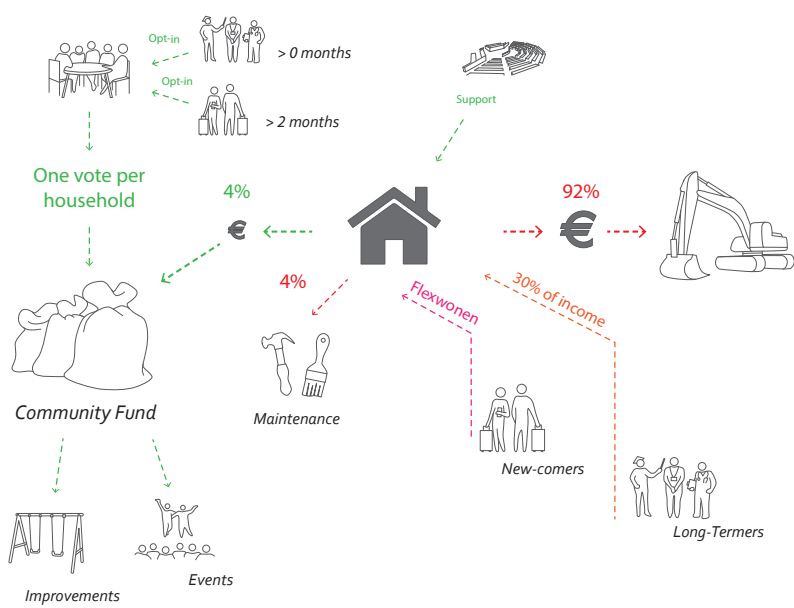 Opt-in
> 0 months
Opt-in
> 2 months
Support
One vote per
household
4%
€
92%
€
4%
Flexwonen
30% of income
Community Fund
Maintenance
New-comers
Long-Termers
Improvements
Events